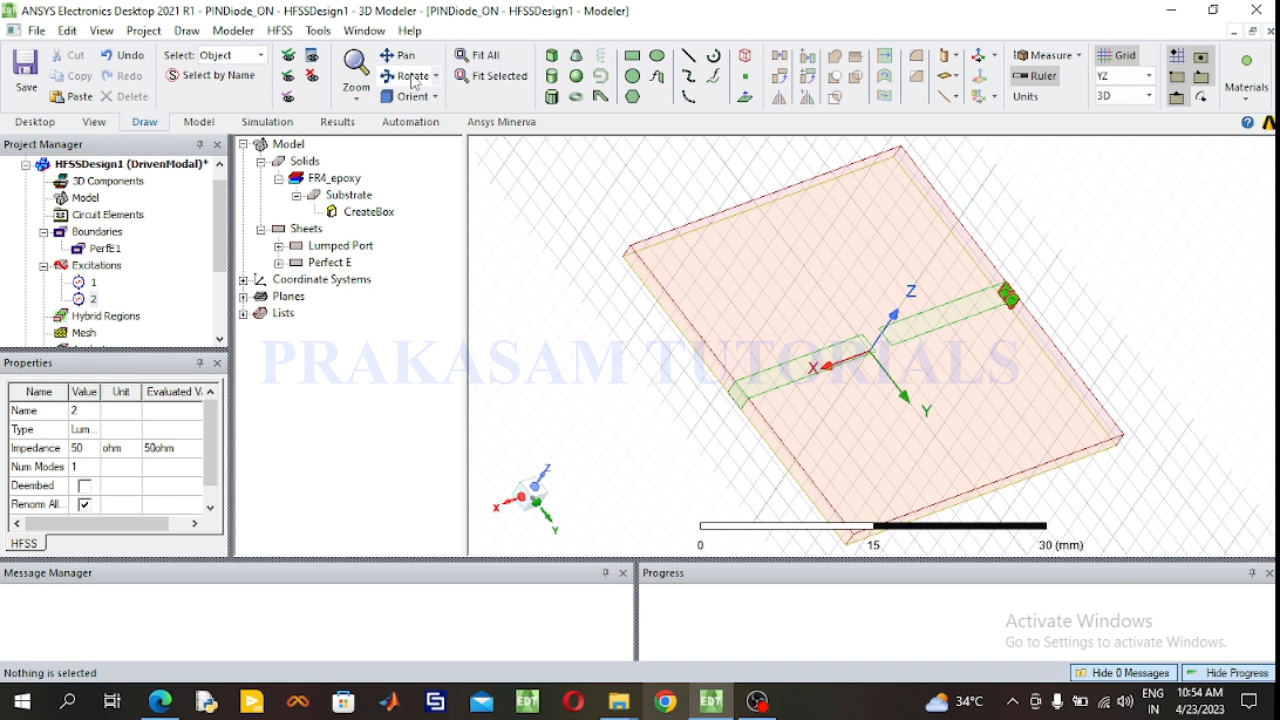 ANSYS Electronics Desktop 2021 R1 - PINDiode_ON - HFSSDesign1 - 3D Modeler - [PINDiode_ON - HFSSDesign1 - Modeler]
File Edit View Project Draw Modeler HFSS Tools Window Help
Save Cut Copy Paste Undo Redo Delete Select: Object Select by Name Zoom Pan Rotate Orient Fit All Fit Selected Measure Ruler Units Grid YZ 3D Materials
Desktop View Draw Model Simulation Results Automation Ansys Minerva
Project Manager
HFSSDesign1 (DrivenModal)*
3D Components
Model
Circuit Elements
Boundaries
PerfE1
Excitations
1
2
Hybrid Regions
Mesh
Model
Solids
FR4_epoxy
Substrate
CreateBox
Sheets
Lumped Port
Perfect E
Coordinate Systems
Planes
Lists
Properties
Name Value Unit Evaluated V
Name 2
Type Lum...
Impedance 50 ohm 50ohm
Num Modes 1
Deembed
Renorm All...
HFSS
Z
X
Y
Z
X
Y
0 15 30 (mm)
PRAKASAM TUTORIALS
Message Manager
Progress
Activate Windows
Go to Settings to activate Windows.
Nothing is selected
Hide 0 Messages Hide Progress
34°C ENG IN 10:54 AM 4/23/2023